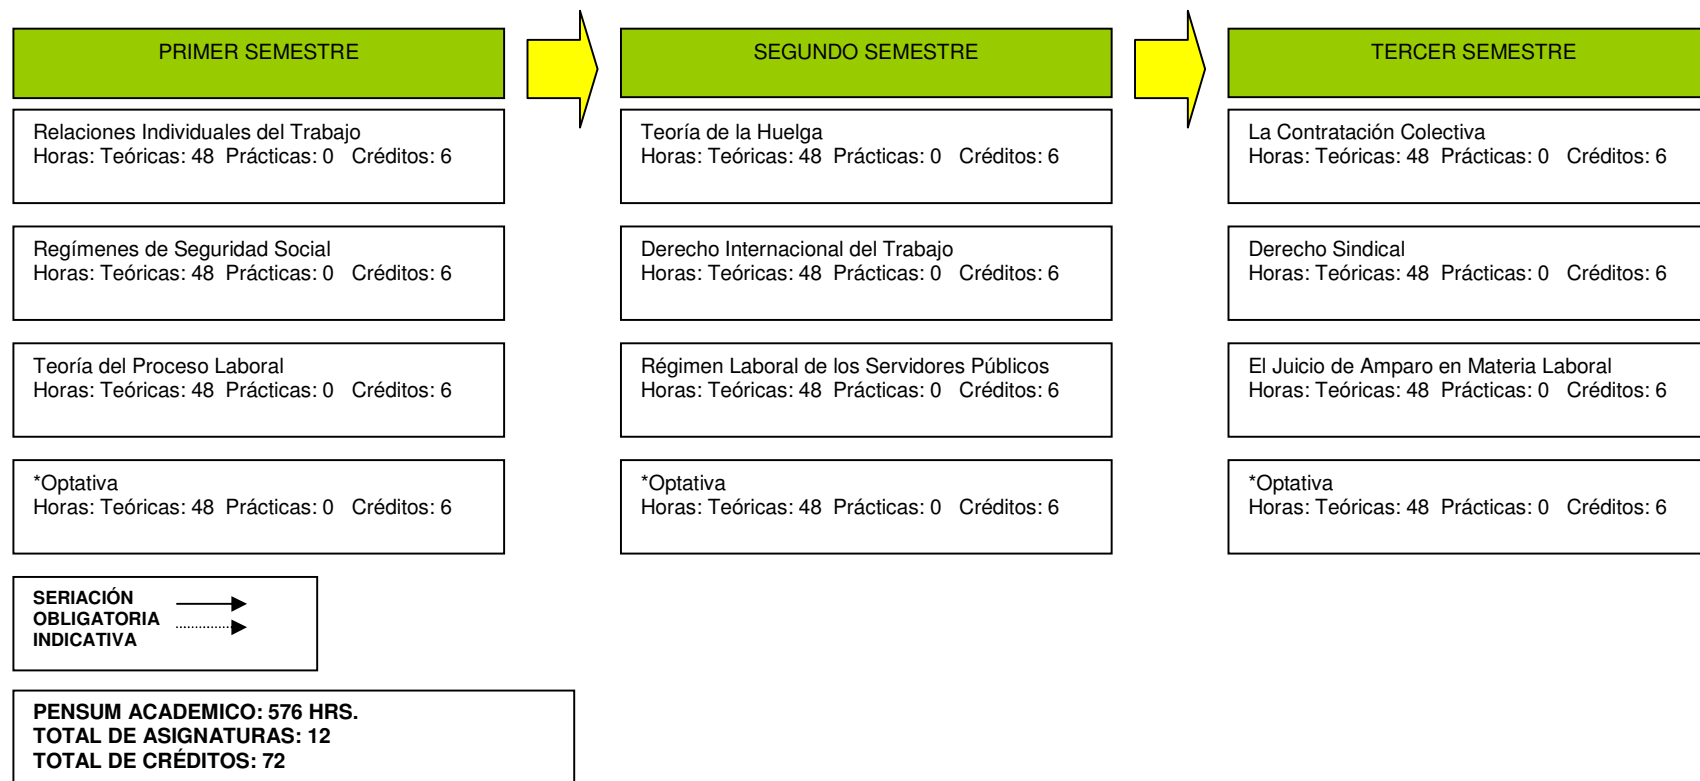 PRIMER SEMESTRE
Relaciones Individuales del Trabajo
Horas: Teóricas: 48 Prácticas: 0 Créditos: 6
Regímenes de Seguridad Social
Horas: Teóricas: 48 Prácticas: 0 Créditos: 6
Teoría del Proceso Laboral
Horas: Teóricas: 48 Prácticas: 0 Créditos: 6
*Optativa
Horas: Teóricas: 48 Prácticas: 0 Créditos: 6
SEGUNDO SEMESTRE
Teoría de la Huelga
Horas: Teóricas: 48 Prácticas: 0 Créditos: 6
Derecho Internacional del Trabajo
Horas: Teóricas: 48 Prácticas: 0 Créditos: 6
Régimen Laboral de los Servidores Públicos
Horas: Teóricas: 48 Prácticas: 0 Créditos: 6
*Optativa
Horas: Teóricas: 48 Prácticas: 0 Créditos: 6
TERCER SEMESTRE
La Contratación Colectiva
Horas: Teóricas: 48 Prácticas: 0 Créditos: 6
Derecho Sindical
Horas: Teóricas: 48 Prácticas: 0 Créditos: 6
El Juicio de Amparo en Materia Laboral
Horas: Teóricas: 48 Prácticas: 0 Créditos: 6
*Optativa
Horas: Teóricas: 48 Prácticas: 0 Créditos: 6
SERIACIÓN
OBLIGATORIA
INDICATIVA
PENSUM ACADEMICO: 576 HRS.
TOTAL DE ASIGNATURAS: 12
TOTAL DE CRÉDITOS: 72